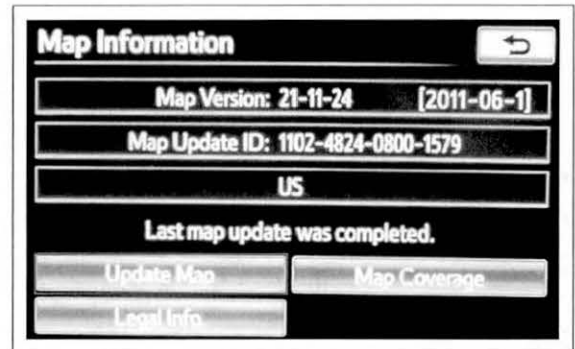 Map Information
Map Version: 21-11-24 [2011-06-1]
Map Update ID: 1102-4824-0800-1579
US
Last map update was completed.
Update Map Map Coverage
Legal Info.